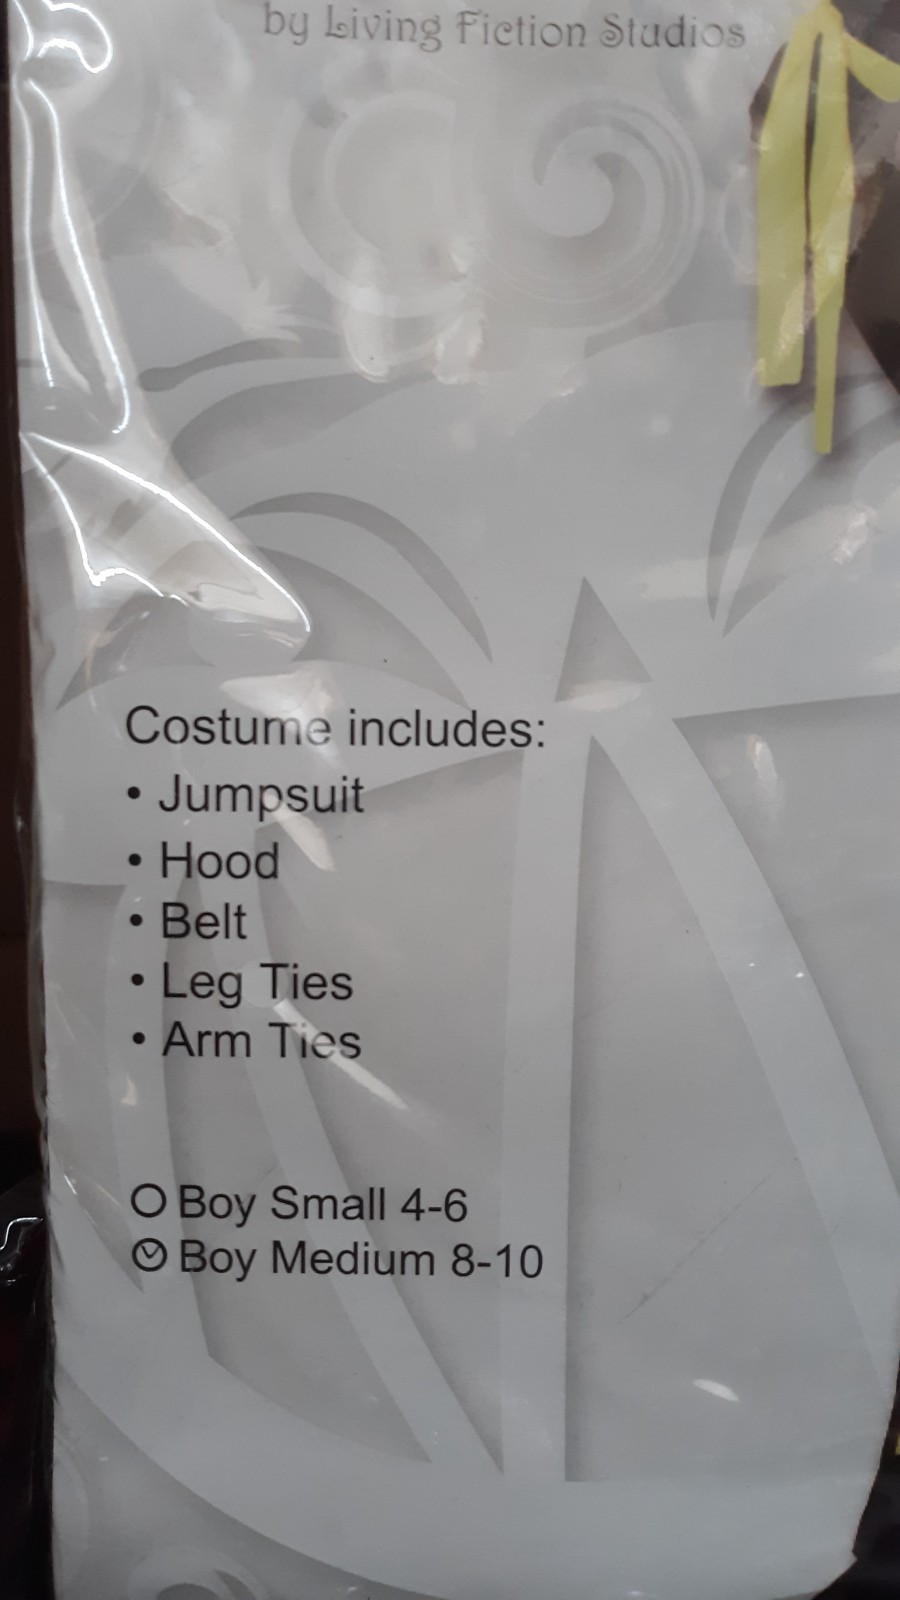 by Living Fiction Studios
Costume includes:
• Jumpsuit
• Hood
• Belt
• Leg Ties
• Arm Ties
Boy Small 4-6
Boy Medium 8-10